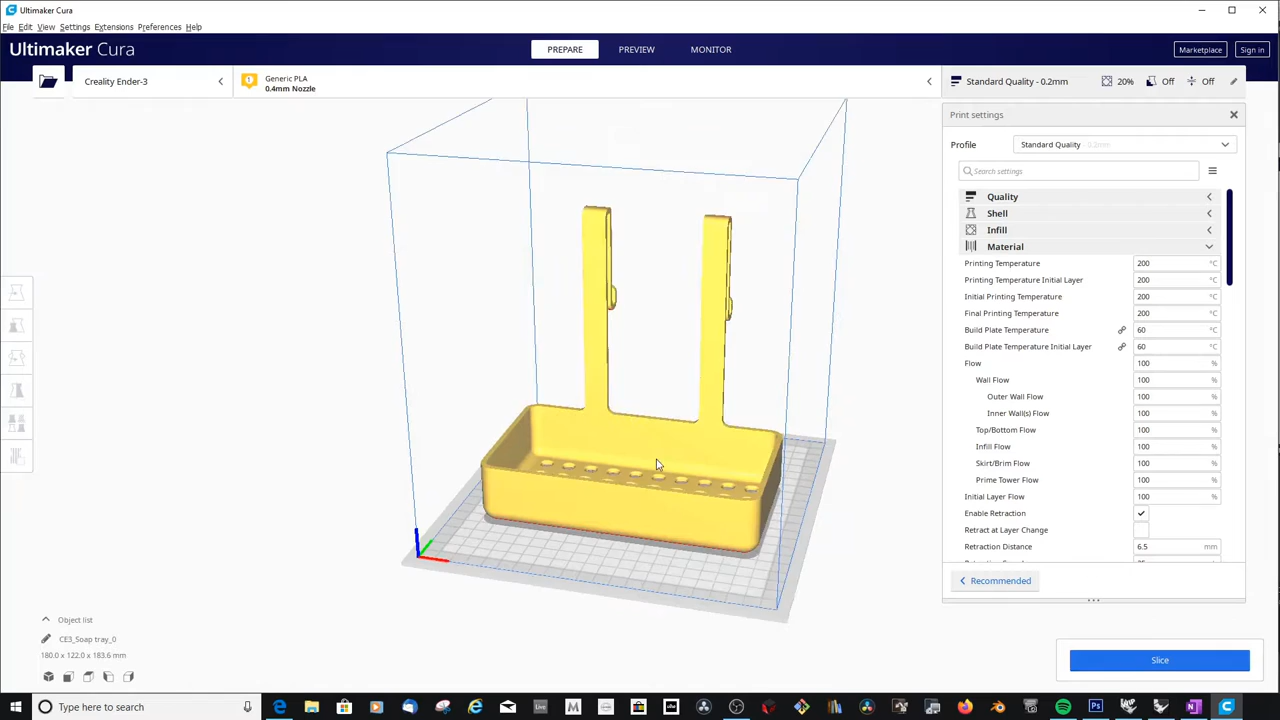 Ultimaker Cura
File Edit View Settings Extensions Preferences Help
Ultimaker Cura
PREPARE
PREVIEW
MONITOR
Marketplace
Sign in
Creality Ender-3
Generic PLA
0.4mm Nozzle
Standard Quality - 0.2mm
20%
Off
Off
Print settings
Profile
Standard Quality - 0.2mm
Search settings
Quality
Shell
Infill
Material
Printing Temperature 200 °C
Printing Temperature Initial Layer 200 °C
Initial Printing Temperature 200 °C
Final Printing Temperature 200 °C
Build Plate Temperature 60 °C
Build Plate Temperature Initial Layer 60 °C
Flow 100 %
Wall Flow 100 %
Outer Wall Flow 100 %
Inner Wall(s) Flow 100 %
Top/Bottom Flow 100 %
Infill Flow 100 %
Skirt/Brim Flow 100 %
Prime Tower Flow 100 %
Initial Layer Flow 100 %
Enable Retraction
Retract at Layer Change
Retraction Distance 6.5 mm
Recommended
Object list
CE3_Soap tray_0
180.0 x 122.0 x 183.6 mm
Slice
Type here to search